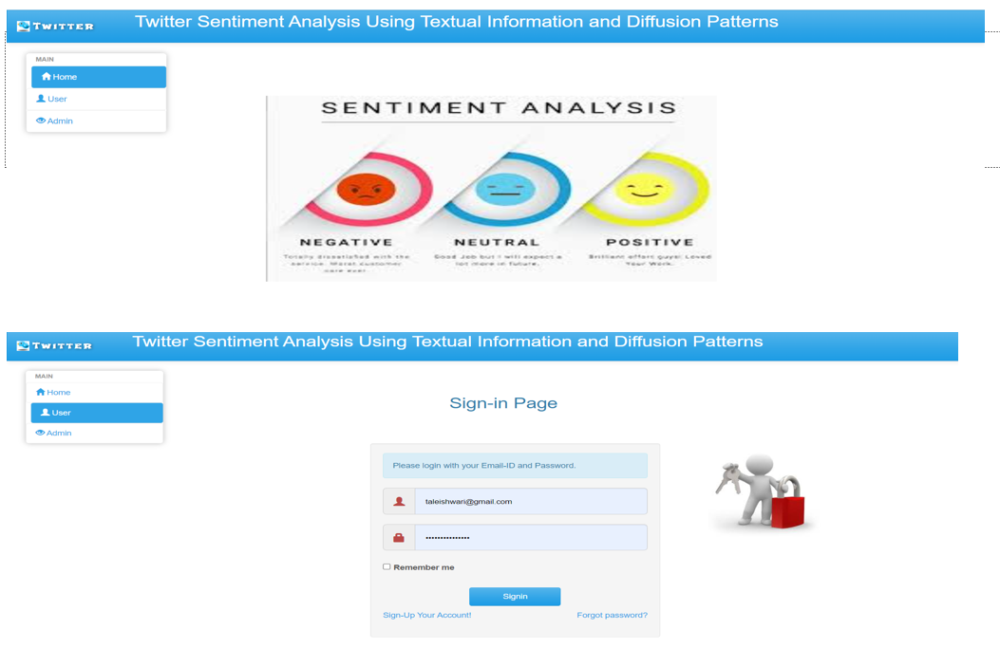 Twitter
Twitter Sentiment Analysis Using Textual Information and Diffusion Patterns
MAIN
Home
User
Admin
SENTIMENT ANALYSIS
NEGATIVE
NEUTRAL
POSITIVE
Totally dissatisfied with the
service. Worst customer
care ever.
Good Job but I will expect a
lot more in future.
Brilliant effort guys! Loved
Your Work.
Twitter
Twitter Sentiment Analysis Using Textual Information and Diffusion Patterns
MAIN
Home
User
Admin
Sign-in Page
Please login with your Email-ID and Password.
taleishwari@gmail.com
•••••••••••••••
Remember me
Signin
Sign-Up Your Account!
Forgot password?